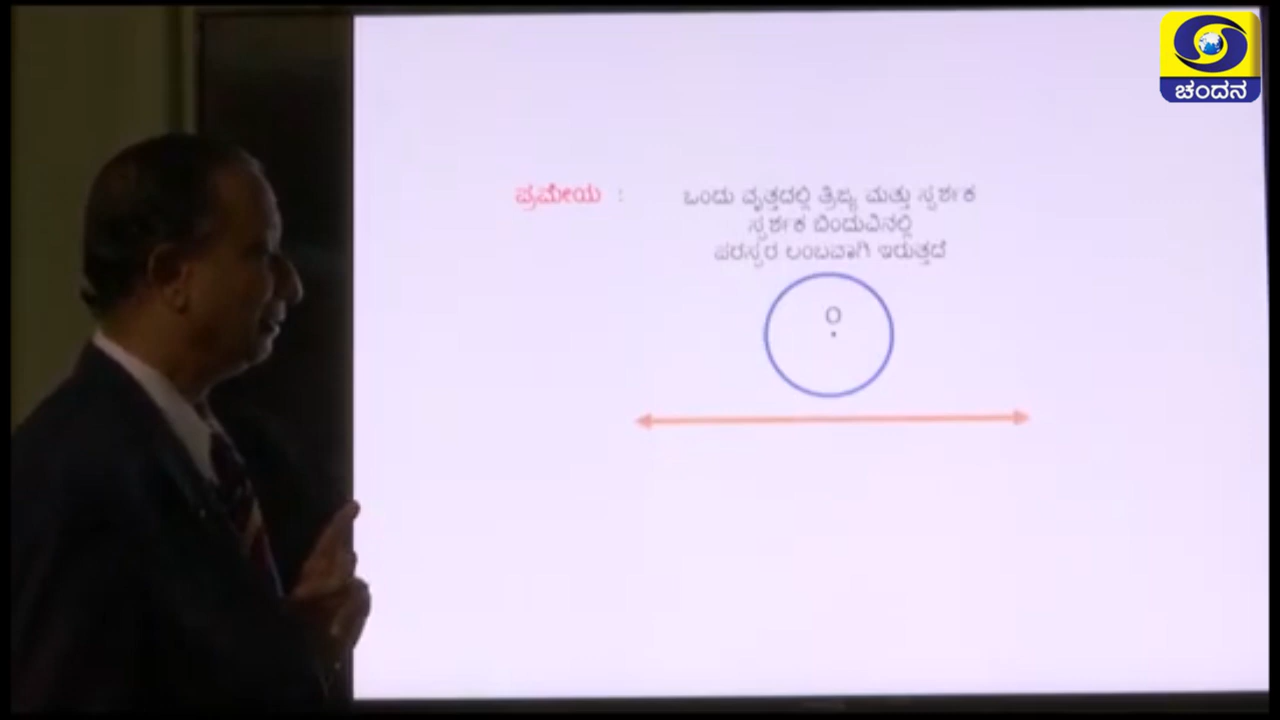 ಚಂದನ
ಪ್ರಮೇಯ : ಒಂದು ವೃತ್ತದಲ್ಲಿ ತ್ರಿಜ್ಯ ಮತ್ತು ಸ್ಪರ್ಶಕ
ಸ್ಪರ್ಶಕ ಬಿಂದುವಿನಲ್ಲಿ
ಪರಸ್ಪರ ಲಂಬವಾಗಿ ಇರುತ್ತದೆ
O